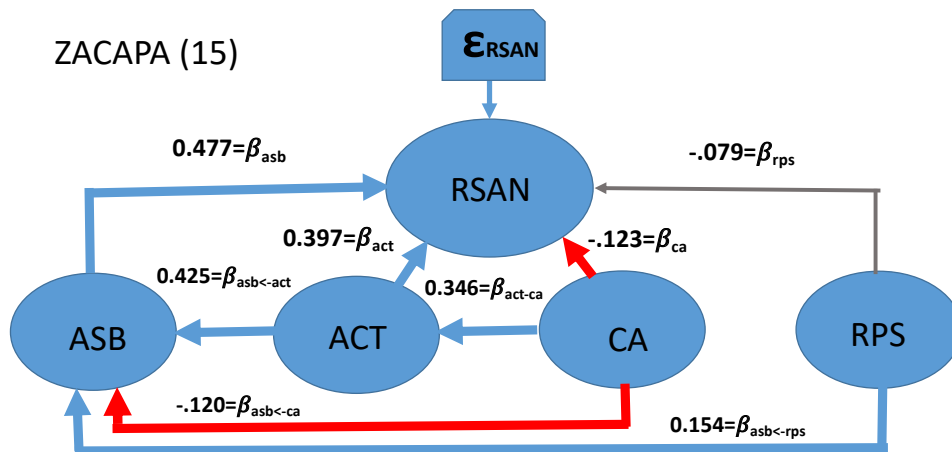 ZACAPA (15)
εRSAN
0.477=βasb
-.079=βrps
RSAN
0.397=βact
-.123=βca
0.425=βasb<-act
0.346=βact-ca
ASB
ACT
CA
RPS
-.120=βasb<-ca
0.154=βasb<-rps